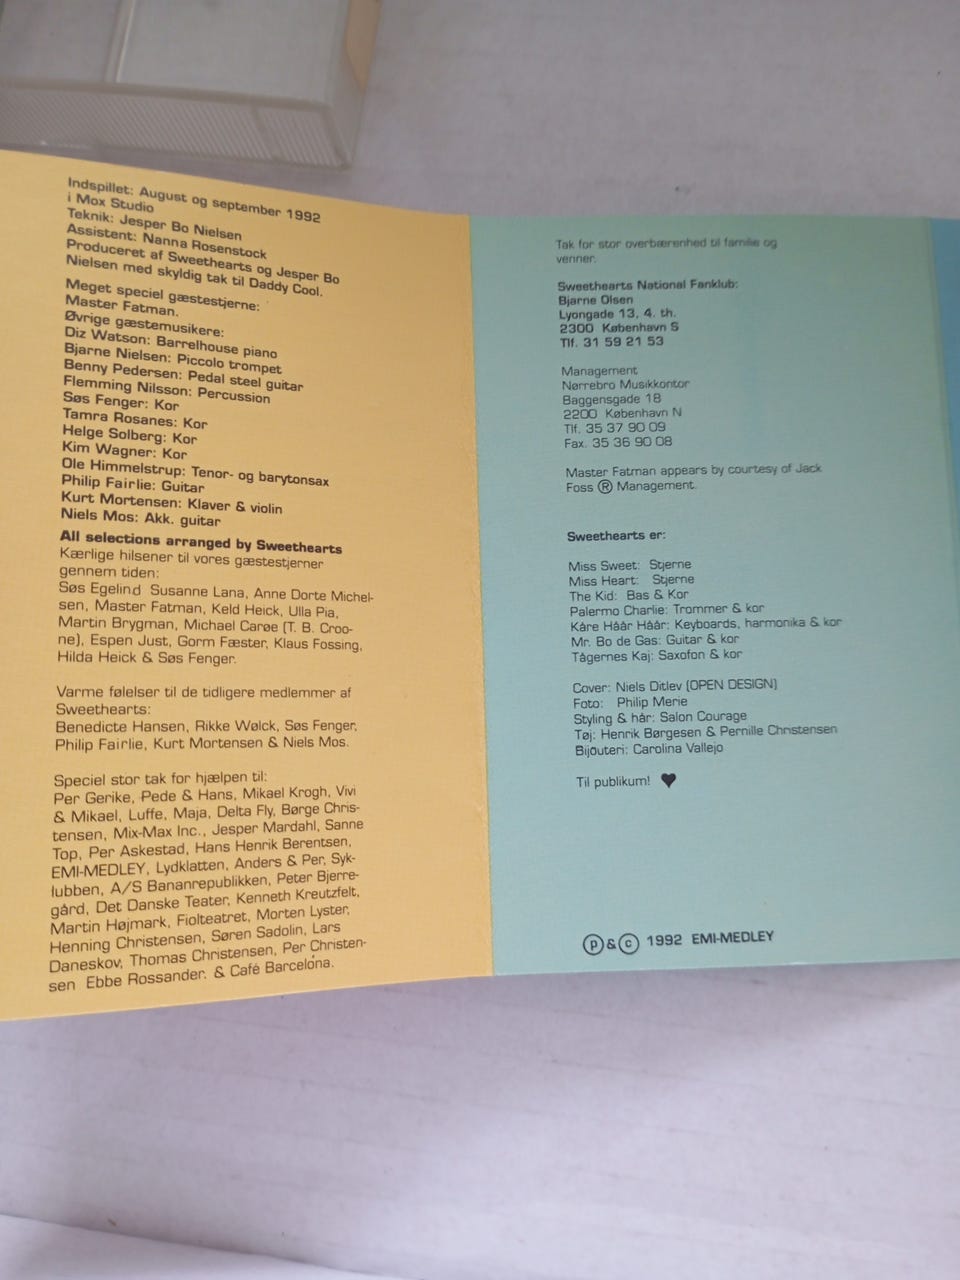 Indspillet: August og september 1992
i Mox Studio
Teknik: Jesper Bo Nielsen
Assistent: Nanna Rosenstock
Produceret af Sweethearts og Jesper Bo
Nielsen med skyldig tak til Daddy Cool.
Meget speciel gæstestjerne:
Master Fatman.
Øvrige gæstemusikere:
Diz Watson: Barrelhouse piano
Bjarne Nielsen: Piccolo trompet
Benny Pedersen: Pedal steel guitar
Flemming Nilsson: Percussion
Søs Fenger: Kor
Tamra Rosanes: Kor
Helge Solberg: Kor
Kim Wagner: Kor
Ole Himmelstrup: Tenor- og barytonsax
Philip Fairlie: Guitar
Kurt Mortensen: Klaver & violin
Niels Mos: Akk. guitar
All selections arranged by Sweethearts
Kærlige hilsener til vores gæstestjerner
gennem tiden:
Søs Egelind Susanne Lana, Anne Dorte Michel-
sen, Master Fatman, Keld Heick, Ulla Pia,
Martin Brygman, Michael Carøe (T. B. Croo-
ne), Espen Just, Gorm Fæster, Klaus Fossing,
Hilda Heick & Søs Fenger.
Varme følelser til de tidligere medlemmer af
Sweethearts:
Benedicte Hansen, Rikke Wølck, Søs Fenger,
Philip Fairlie, Kurt Mortensen & Niels Mos.
Speciel stor tak for hjælpen til:
Per Gerike, Pede & Hans, Mikael Krogh, Vivi
& Mikael, Luffe, Maja, Delta Fly, Børge Chris-
tensen, Mix-Max Inc., Jesper Mardahl, Sanne
Top, Per Askestad, Hans Henrik Berentsen,
EMI-MEDLEY, Lydklatten, Anders & Per, Syk-
lubben, A/S Bananrepublikken, Peter Bjerre-
gård, Det Danske Teater, Kenneth Kreutzfelt,
Martin Højmark, Fiolteatret, Morten Lyster,
Henning Christensen, Søren Sadolin, Lars
Daneskov, Thomas Christensen, Per Christen-
sen Ebbe Rossander. & Café Barcelona.
Tak for stor overbærenhed til familie og
venner.
Sweethearts National Fanklub:
Bjarne Olsen
Lyongade 13, 4. th.
2300 København S
Tlf. 31 59 21 53
Management
Nørrebro Musikkontor
Baggensgade 18
2200 København N
Tlf. 35 37 90 09
Fax. 35 36 90 08
Master Fatman appears by courtesy of Jack
Foss ® Management.
Sweethearts er:
Miss Sweet: Stjerne
Miss Heart: Stjerne
The Kid: Bas & Kor
Palermo Charlie: Trommer & kor
Kåre Håår Håår: Keyboards, harmonika & kor
Mr. Bo de Gas: Guitar & kor
Tågernes Kaj: Saxofon & kor
Cover: Niels Ditlev (OPEN DESIGN)
Foto: Philip Merie
Styling & hår: Salon Courage
Tøj: Henrik Børgesen & Pernille Christensen
Bijouteri: Carolina Vallejo
Til publikum! ♥
℗ & © 1992 EMI-MEDLEY